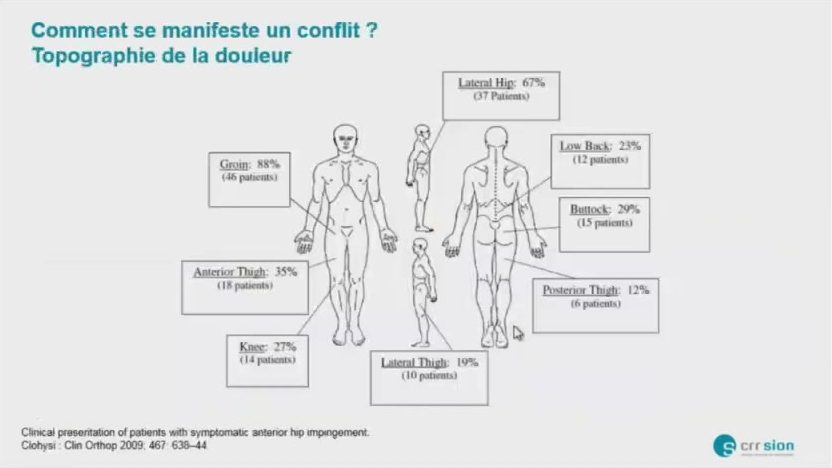 Comment se manifeste un conflit ?
Topographie de la douleur
Lateral Hip: 67%
(37 Patients)
Groin: 88%
(46 patients)
Low Back: 23%
(12 patients)
Buttock: 29%
(15 patients)
Anterior Thigh: 35%
(18 patients)
Posterior Thigh: 12%
(6 patients)
Knee: 27%
(14 patients)
Lateral Thigh: 19%
(10 patients)
Clinical presentation of patients with symptomatic anterior hip impingement.
Clohysi : Clin Orthop 2009; 467: 638–44
crr sion